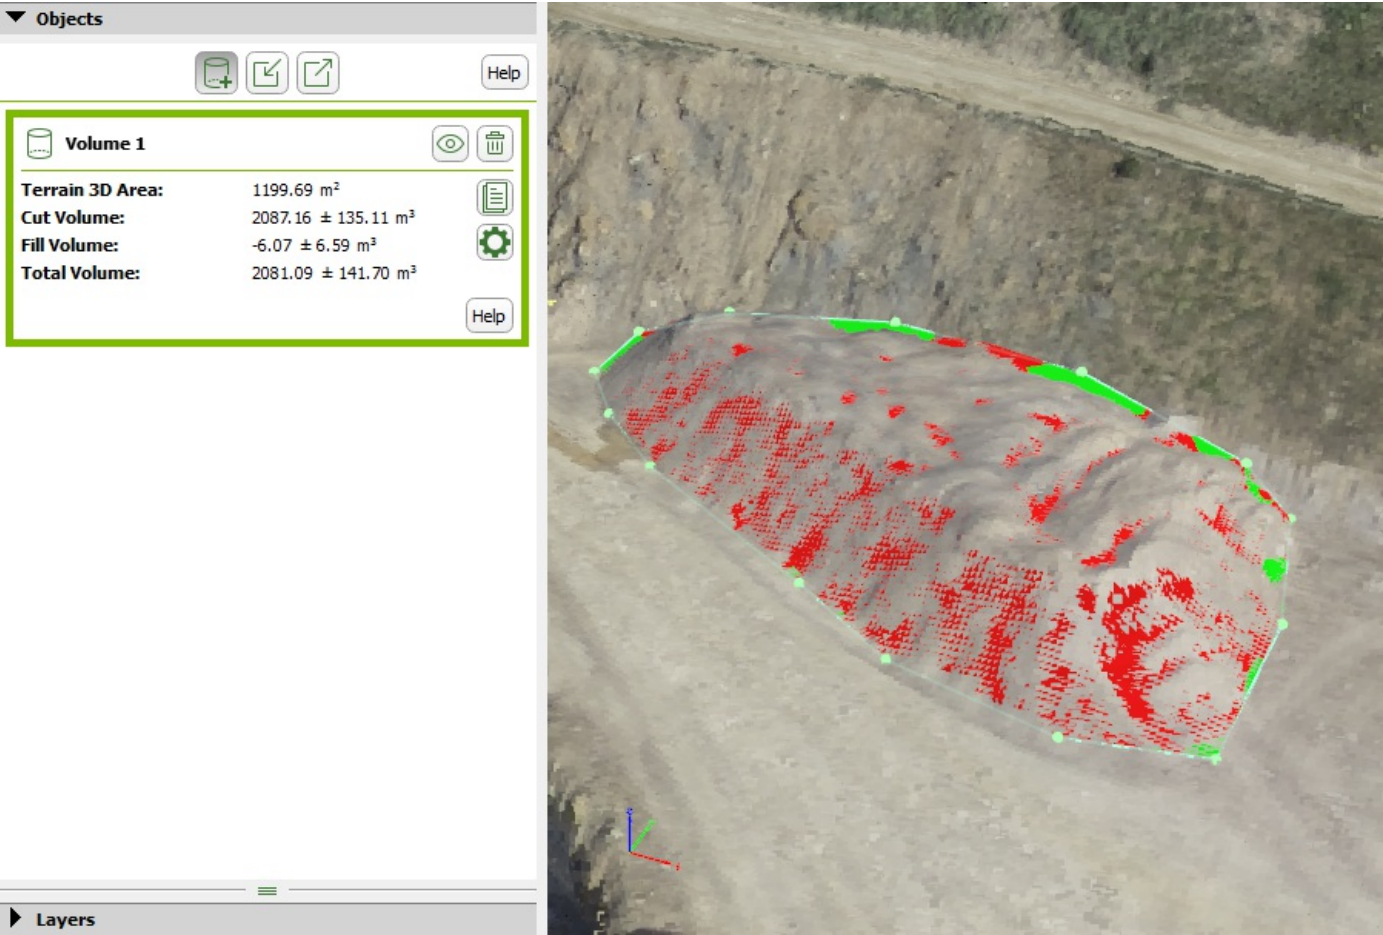 Objects
Help
Volume 1
Terrain 3D Area: 1199.69 m²
Cut Volume: 2087.16 ± 135.11 m³
Fill Volume: -6.07 ± 6.59 m³
Total Volume: 2081.09 ± 141.70 m³
Help
Layers